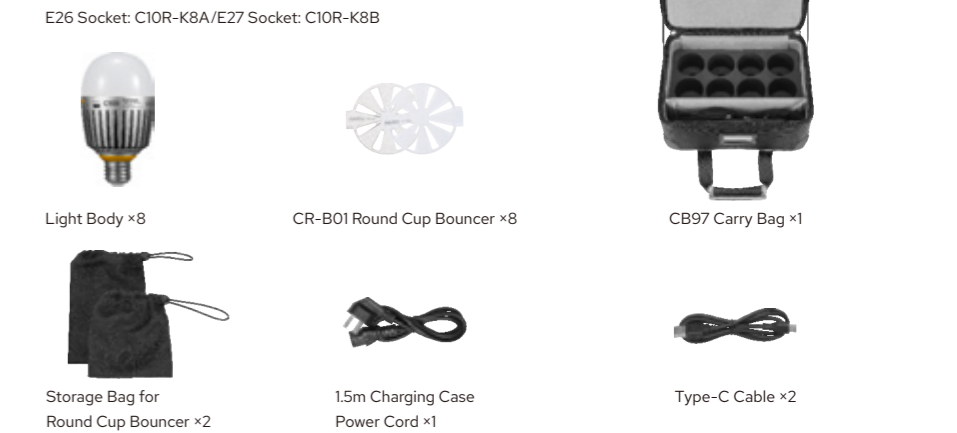 E26 Socket: C10R-K8A/E27 Socket: C10R-K8B
Light Body ×8
CR-B01 Round Cup Bouncer ×8
CB97 Carry Bag ×1
Storage Bag for
Round Cup Bouncer ×2
1.5m Charging Case
Power Cord ×1
Type-C Cable ×2